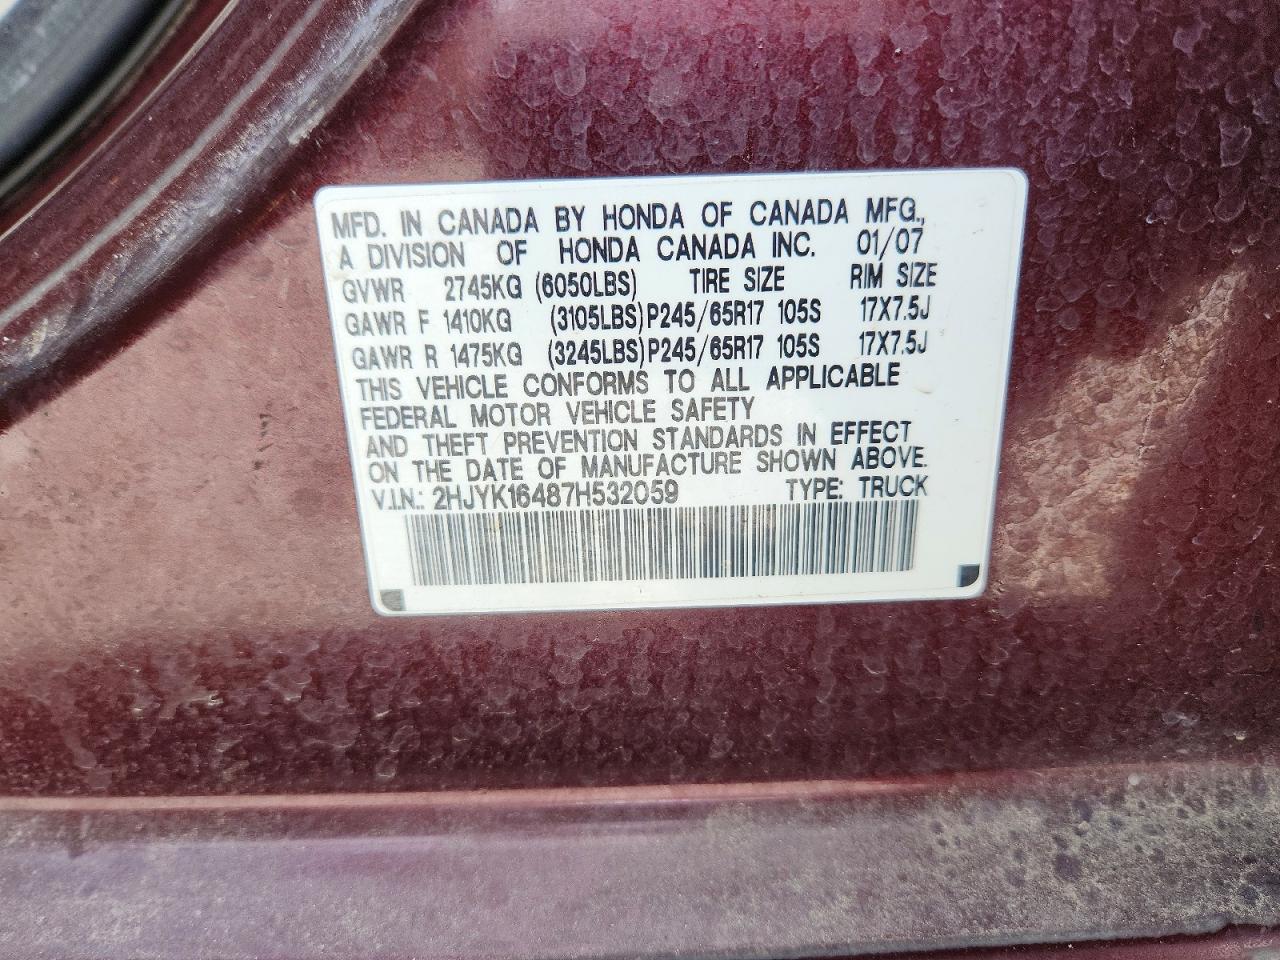 MFD. IN CANADA BY HONDA OF CANADA MFG.,
A DIVISION OF HONDA CANADA INC. 01/07
GVWR 2745KG (6050LBS) TIRE SIZE RIM SIZE
GAWR F 1410KG (3105LBS) P245/65R17 105S 17X7.5J
GAWR R 1475KG (3245LBS) P245/65R17 105S 17X7.5J
THIS VEHICLE CONFORMS TO ALL APPLICABLE
FEDERAL MOTOR VEHICLE SAFETY
AND THEFT PREVENTION STANDARDS IN EFFECT
ON THE DATE OF MANUFACTURE SHOWN ABOVE.
V.I.N.: 2HJYK16487H532059 TYPE: TRUCK